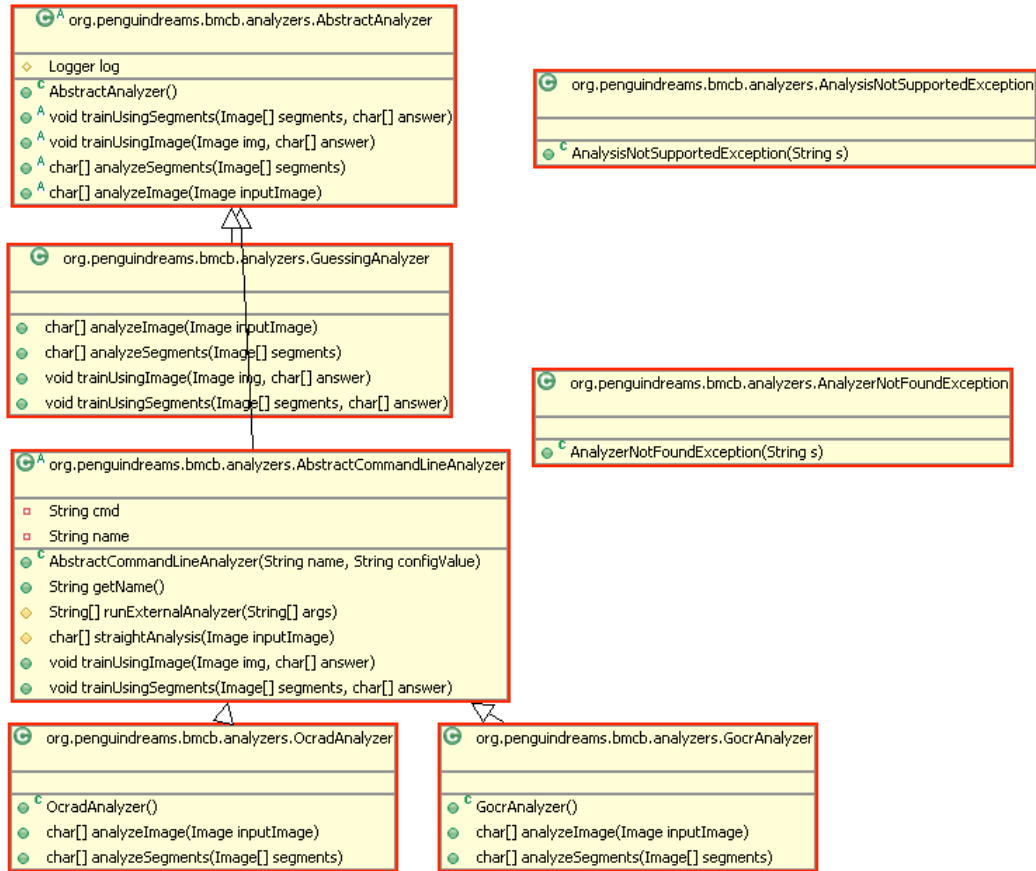 C A org.penguindreams.bmcb.analyzers.AbstractAnalyzer
Logger log
C AbstractAnalyzer()
A void trainUsingSegments(Image[] segments, char[] answer)
A void trainUsingImage(Image img, char[] answer)
A char[] analyzeSegments(Image[] segments)
A char[] analyzeImage(Image inputImage)
C org.penguindreams.bmcb.analyzers.AnalysisNotSupportedException
C AnalysisNotSupportedException(String s)
C org.penguindreams.bmcb.analyzers.GuessingAnalyzer
char[] analyzeImage(Image inputImage)
char[] analyzeSegments(Image[] segments)
void trainUsingImage(Image img, char[] answer)
void trainUsingSegments(Image[] segments, char[] answer)
C org.penguindreams.bmcb.analyzers.AnalyzerNotFoundException
C AnalyzerNotFoundException(String s)
C A org.penguindreams.bmcb.analyzers.AbstractCommandLineAnalyzer
String cmd
String name
C AbstractCommandLineAnalyzer(String name, String configValue)
String getName()
String[] runExternalAnalyzer(String[] args)
char[] straightAnalysis(Image inputImage)
void trainUsingImage(Image img, char[] answer)
void trainUsingSegments(Image[] segments, char[] answer)
C org.penguindreams.bmcb.analyzers.OcradAnalyzer
C OcradAnalyzer()
char[] analyzeImage(Image inputImage)
char[] analyzeSegments(Image[] segments)
C org.penguindreams.bmcb.analyzers.GocrAnalyzer
C GocrAnalyzer()
char[] analyzeImage(Image inputImage)
char[] analyzeSegments(Image[] segments)